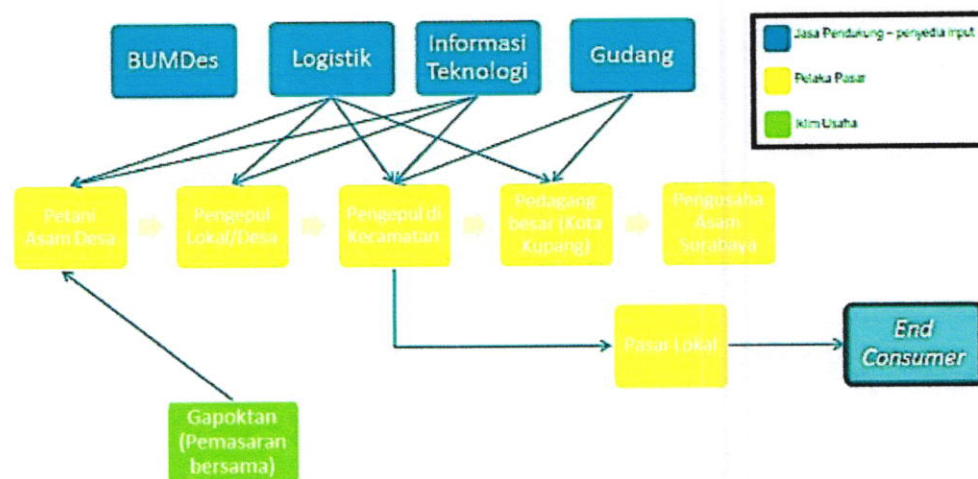 BUMDes
Logistik
Informasi
Teknologi
Gudang
Jasa Pendukung – penyedia input
Pelaku Pasar
Iklim Usaha
Petani
Asam Desa
Pengepul
Lokal/Desa
Pengepul di
Kecamatan
Pedagang
besar (Kota
Kupang)
Pengusaha
Asam
Surabaya
Pasar Lokal
End
Consumer
Gapoktan
(Pemasaran
bersama)